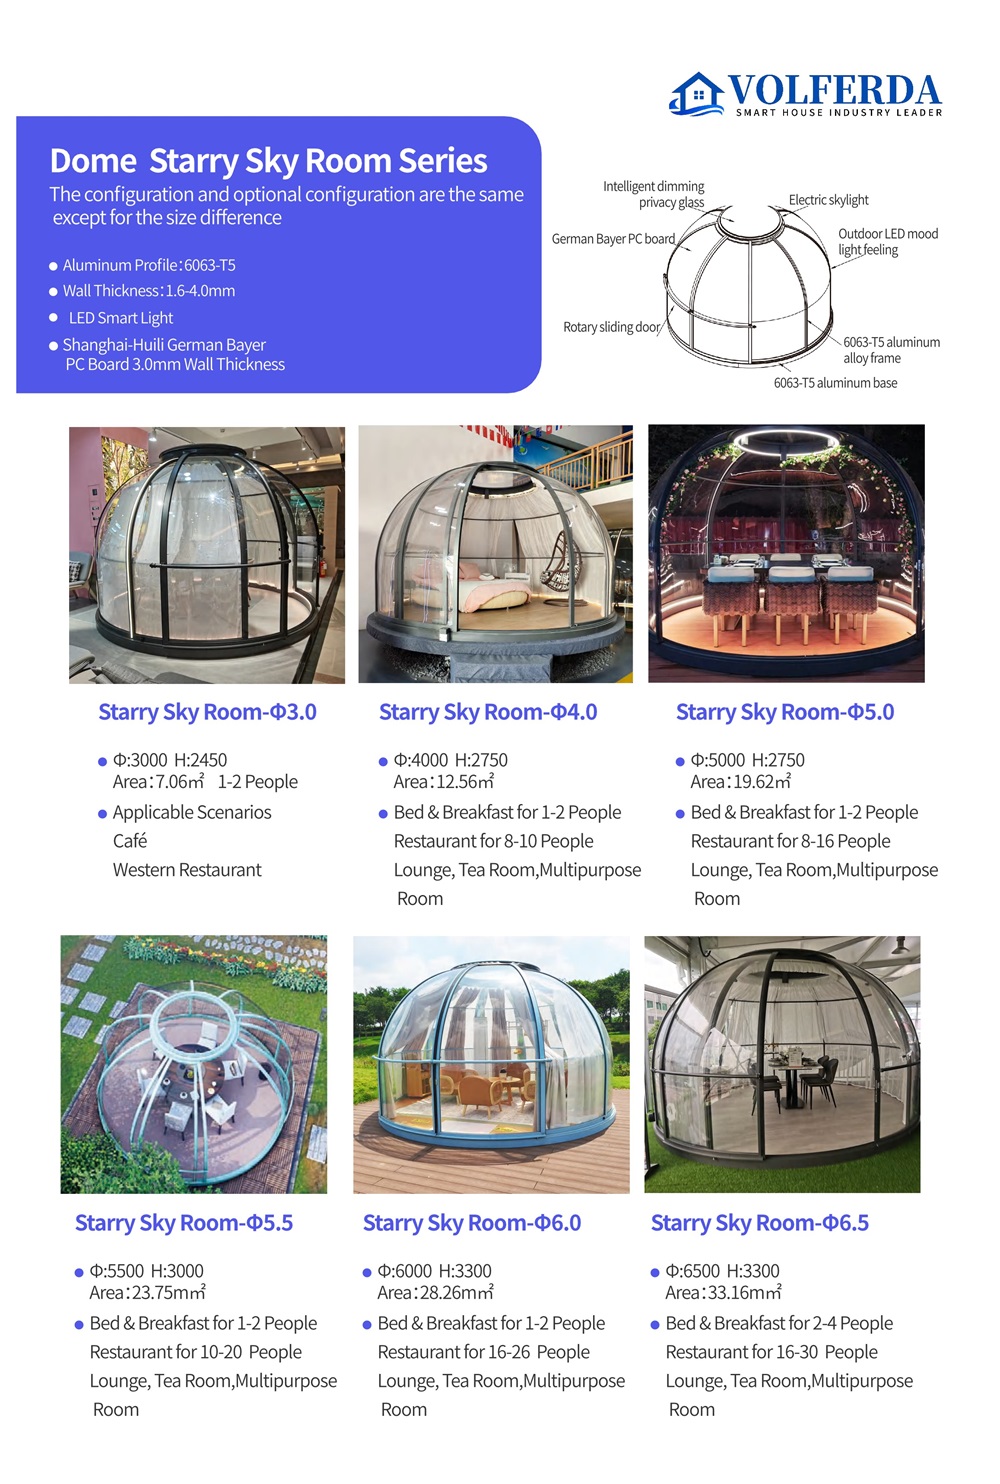 VOLFERDA
SMART HOUSE INDUSTRY LEADER
Dome Starry Sky Room Series
The configuration and optional configuration are the same
except for the size difference
● Aluminum Profile:6063-T5
● Wall Thickness:1.6-4.0mm
● LED Smart Light
● Shanghai-Huili German Bayer
PC Board 3.0mm Wall Thickness
Intelligent dimming
privacy glass
Electric skylight
German Bayer PC board
Outdoor LED mood
light feeling
Rotary sliding door
6063-T5 aluminum
alloy frame
6063-T5 aluminum base
Starry Sky Room-Φ3.0
● Φ:3000 H:2450
Area:7.06㎡ 1-2 People
● Applicable Scenarios
Café
Western Restaurant
Starry Sky Room-Φ4.0
● Φ:4000 H:2750
Area:12.56㎡
● Bed & Breakfast for 1-2 People
Restaurant for 8-10 People
Lounge, Tea Room,Multipurpose
Room
Starry Sky Room-Φ5.0
● Φ:5000 H:2750
Area:19.62㎡
● Bed & Breakfast for 1-2 People
Restaurant for 8-16 People
Lounge, Tea Room,Multipurpose
Room
Starry Sky Room-Φ5.5
● Φ:5500 H:3000
Area:23.75m㎡
● Bed & Breakfast for 1-2 People
Restaurant for 10-20 People
Lounge, Tea Room,Multipurpose
Room
Starry Sky Room-Φ6.0
● Φ:6000 H:3300
Area:28.26m㎡
● Bed & Breakfast for 1-2 People
Restaurant for 16-26 People
Lounge, Tea Room,Multipurpose
Room
Starry Sky Room-Φ6.5
● Φ:6500 H:3300
Area:33.16m㎡
● Bed & Breakfast for 2-4 People
Restaurant for 16-30 People
Lounge, Tea Room,Multipurpose
Room